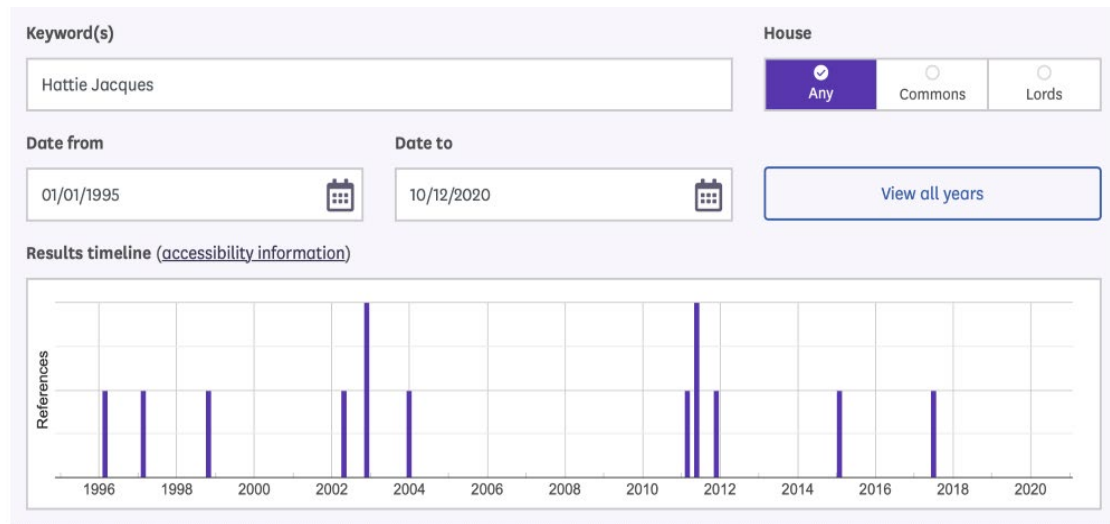 Keyword(s)
House
Hattie Jacques
Any
Commons
Lords
Date from
Date to
01/01/1995
10/12/2020
View all years
Results timeline (accessibility information)
References
1996 1998 2000 2002 2004 2006 2008 2010 2012 2014 2016 2018 2020